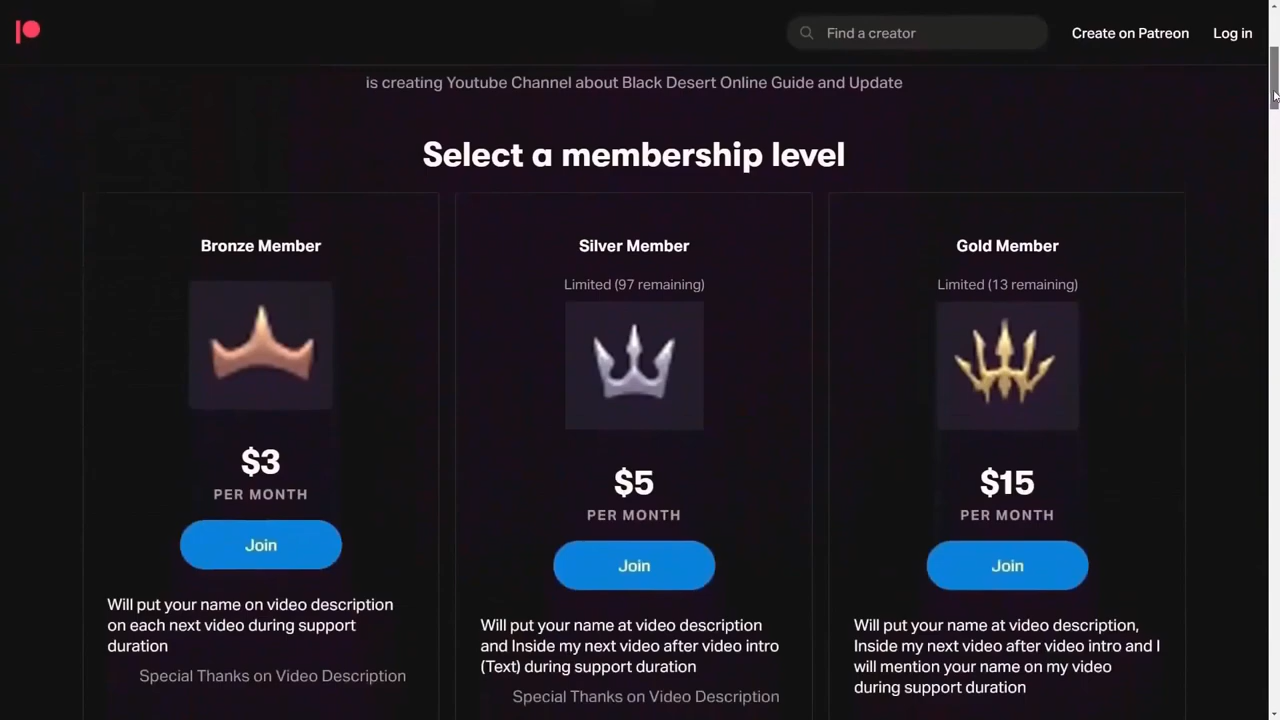 Find a creator
Create on Patreon
Log in
is creating Youtube Channel about Black Desert Online Guide and Update
Select a membership level
Bronze Member
$3
PER MONTH
Join
Will put your name on video description
on each next video during support
duration
Special Thanks on Video Description
Silver Member
Limited (97 remaining)
$5
PER MONTH
Join
Will put your name at video description
and Inside my next video after video intro
(Text) during support duration
Special Thanks on Video Description
Gold Member
Limited (13 remaining)
$15
PER MONTH
Join
Will put your name at video description,
Inside my next video after video intro and I
will mention your name on my video
during support duration